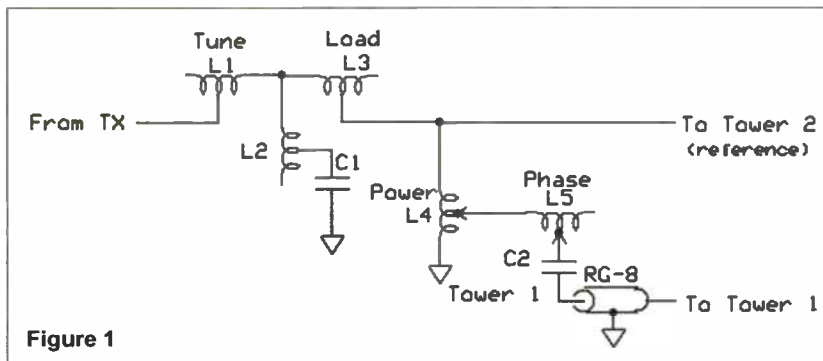 Tune
L1
Load
L3
From TX
To Tower 2
(reference)
L2
C1
Power
L4
Phase
L5
C2
RG-8
Tower 1
To Tower 1
Figure 1